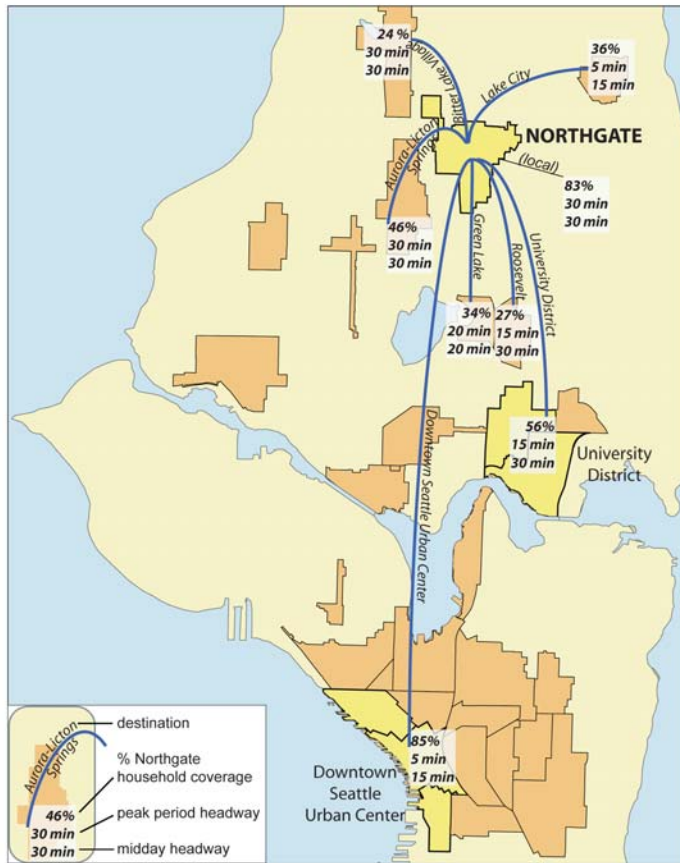 24 %
30 min
30 min
Bitter Lake Village
Lake City
36%
5 min
15 min
NORTHGATE
(local)
83%
30 min
30 min
Aurora-Licton
Springs
46%
30 min
30 min
Green Lake
Roosevelt
University District
34%
20 min
20 min
27%
15 min
30 min
56%
15 min
30 min
University
District
Downtown Seattle Urban Center
85%
5 min
15 min
Downtown
Seattle
Urban Center
Aurora-Licton
Springs
destination
% Northgate
household coverage
46%
30 min
30 min
peak period headway
midday headway